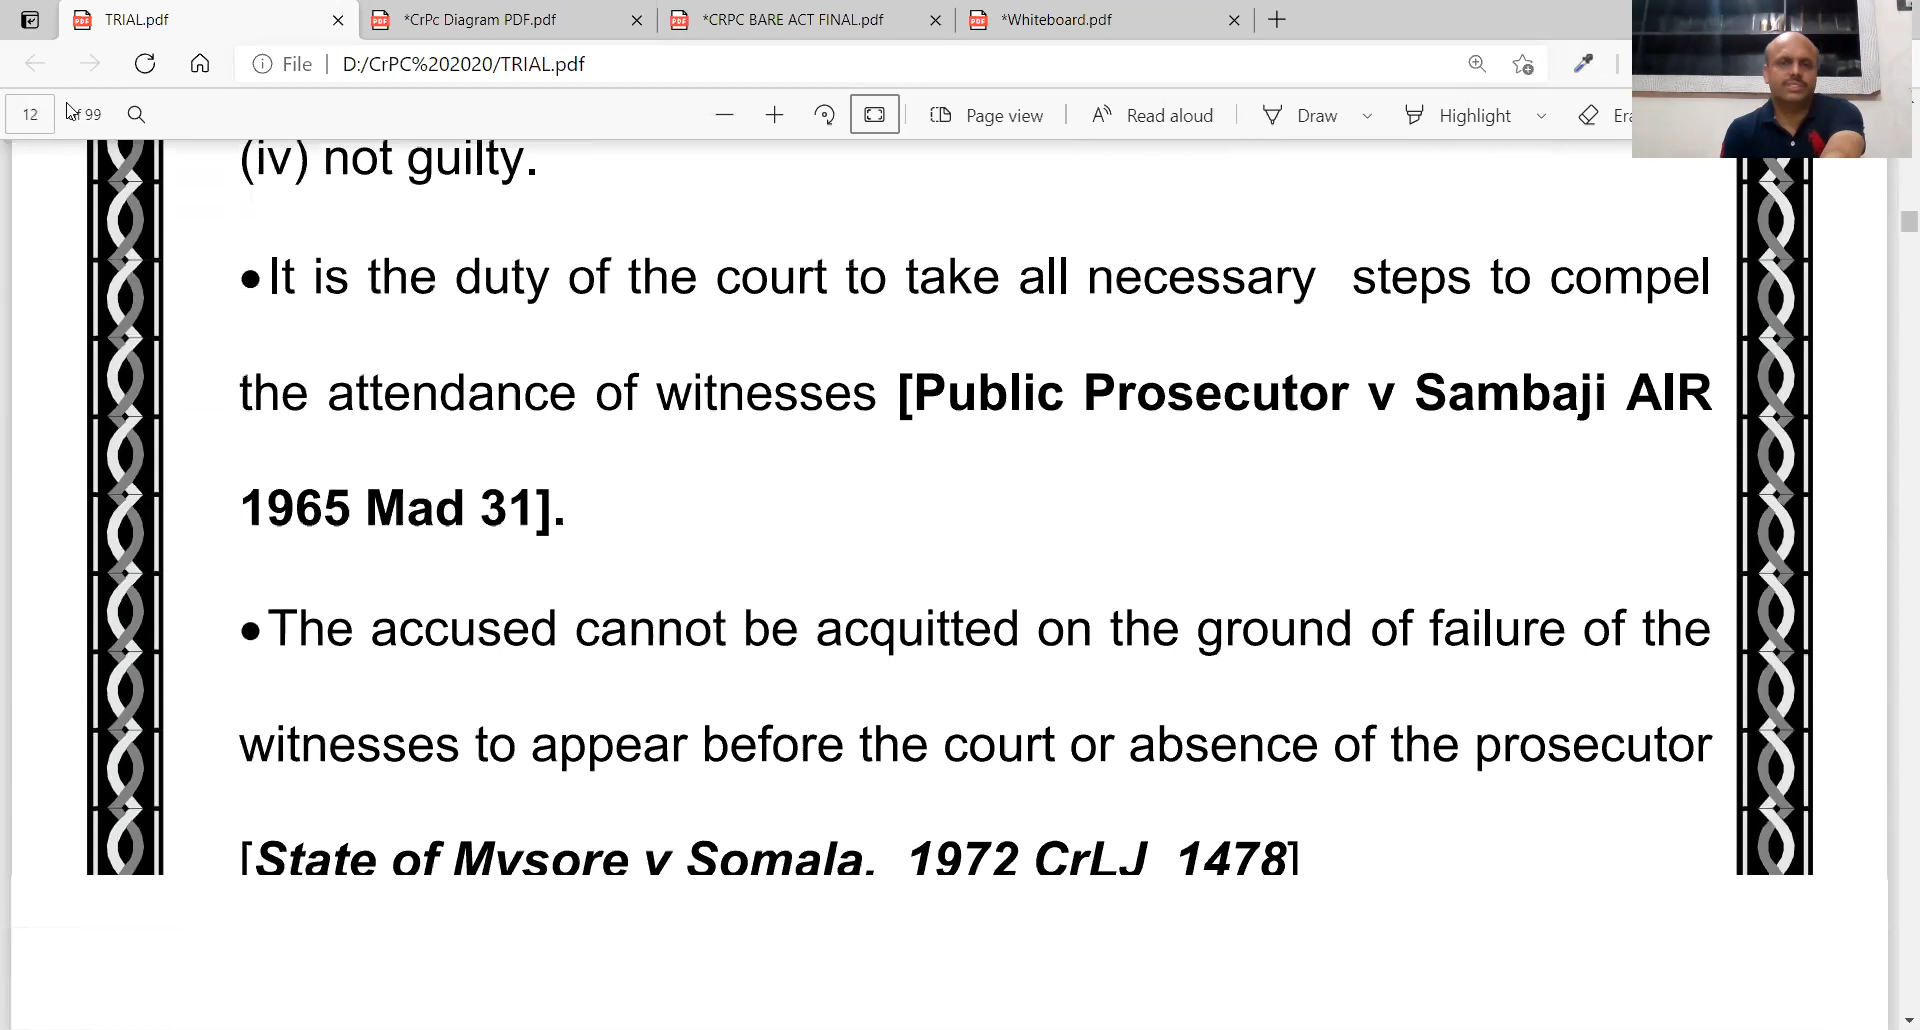 TRIAL.pdf
*CrPc Diagram PDF.pdf
*CRPC BARE ACT FINAL.pdf
*Whiteboard.pdf
File
D:/CrPC%202020/TRIAL.pdf
12
of 99
Page view
Read aloud
Draw
Highlight
(iv) not guilty.
•It is the duty of the court to take all necessary steps to compel
the attendance of witnesses [Public Prosecutor v Sambaji AIR
1965 Mad 31].
•The accused cannot be acquitted on the ground of failure of the
witnesses to appear before the court or absence of the prosecutor
[State of Mysore v Somala, 1972 CrLJ 1478]